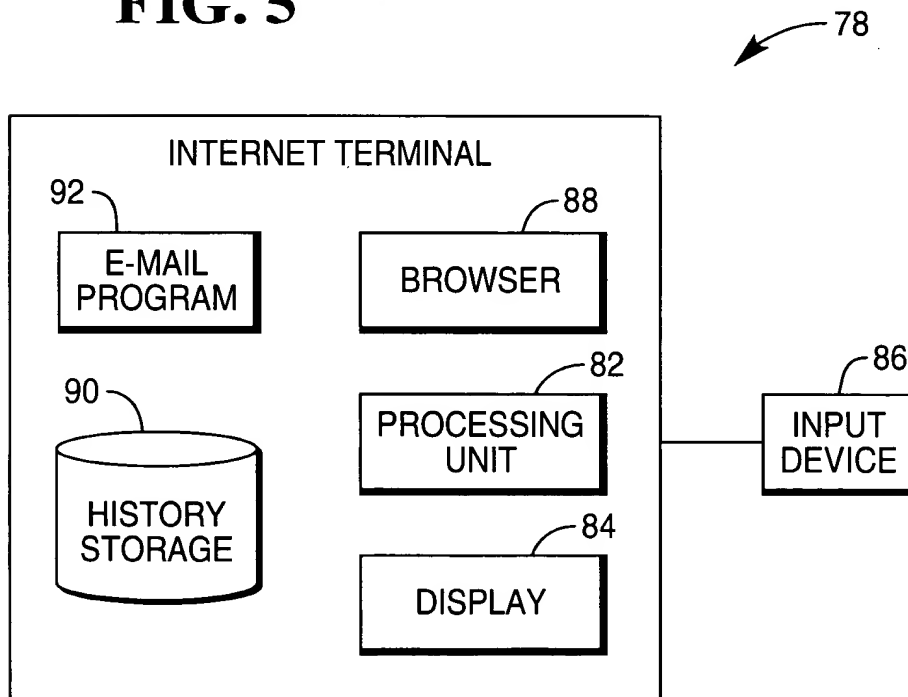 FIG. 5
78
INTERNET TERMINAL
92
88
E-MAIL
PROGRAM
BROWSER
90
82
86
PROCESSING
UNIT
INPUT
DEVICE
HISTORY
STORAGE
84
DISPLAY